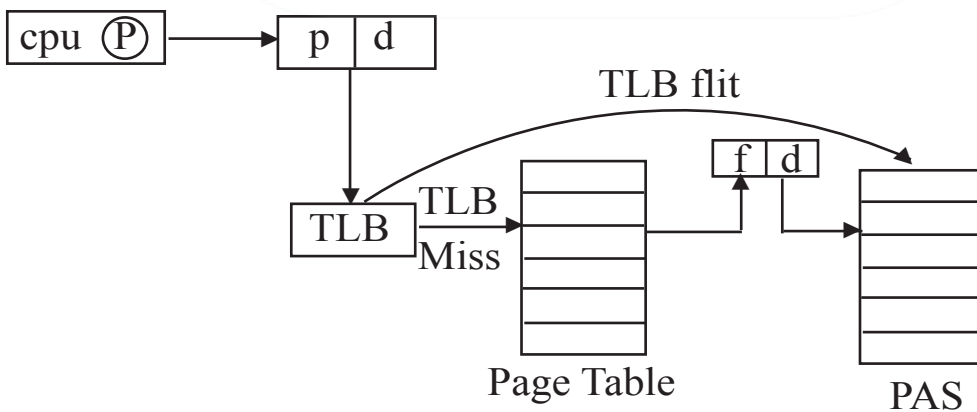 cpu P
p d
TLB flit
f d
TLB
TLB
Miss
Page Table
PAS